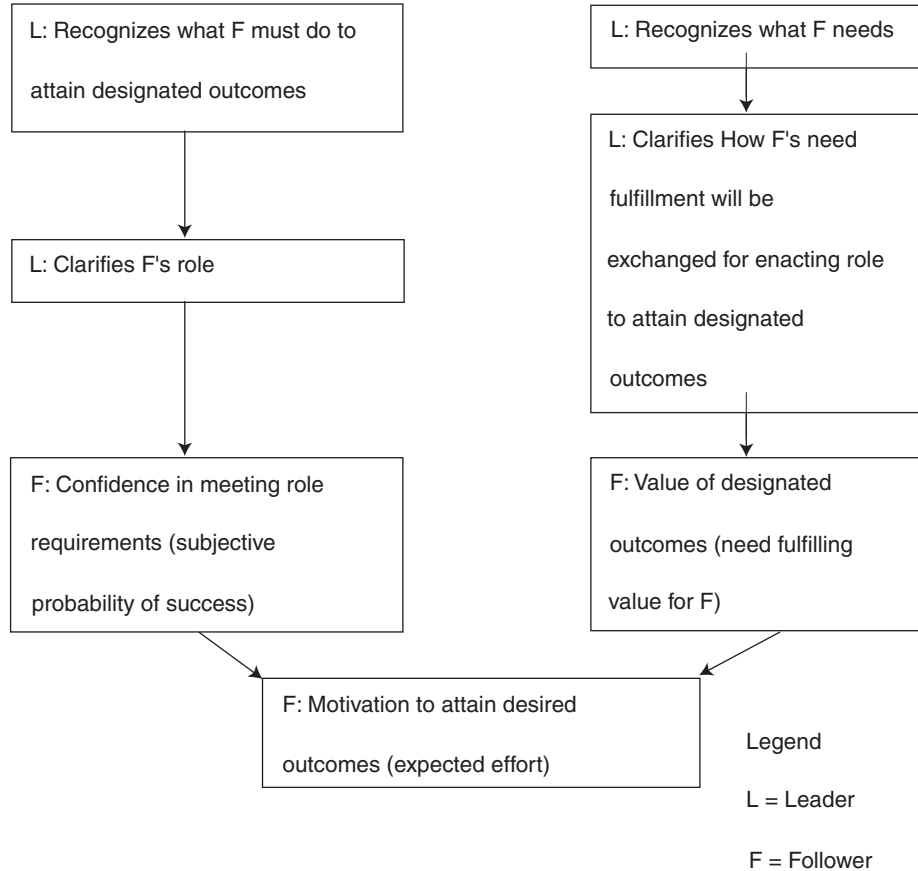 L: Recognizes what F must do to
attain designated outcomes
L: Clarifies F's role
F: Confidence in meeting role
requirements (subjective
probability of success)
L: Recognizes what F needs
L: Clarifies How F's need
fulfillment will be
exchanged for enacting role
to attain designated
outcomes
F: Value of designated
outcomes (need fulfilling
value for F)
F: Motivation to attain desired
outcomes (expected effort)
Legend
L = Leader
F = Follower